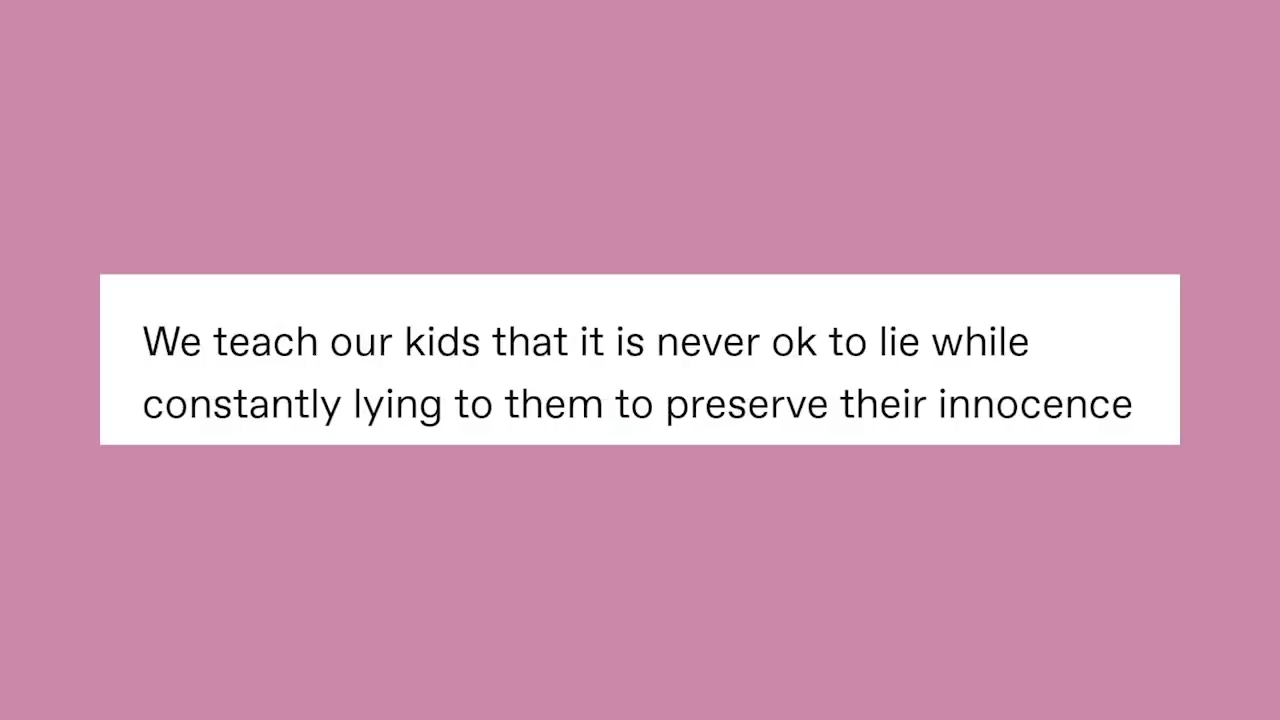 We teach our kids that it is never ok to lie while
constantly lying to them to preserve their innocence